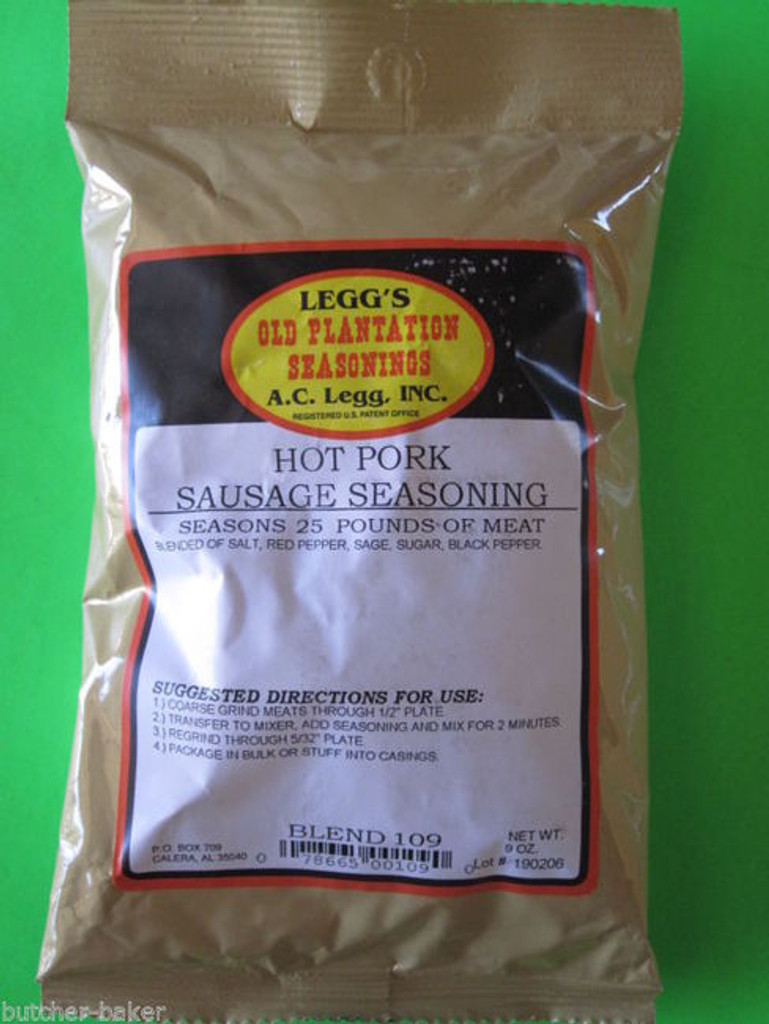 LEGG'S
OLD PLANTATION
SEASONINGS
A.C. LEGG, INC.
REGISTERED U.S. PATENT OFFICE
HOT PORK
SAUSAGE SEASONING
SEASONS 25 POUNDS OF MEAT
BLENDED OF SALT, RED PEPPER, SAGE, SUGAR, BLACK PEPPER.
SUGGESTED DIRECTIONS FOR USE:
1.) COARSE GRIND MEATS THROUGH 1/2" PLATE
2.) TRANSFER TO MIXER, ADD SEASONING AND MIX FOR 2 MINUTES.
3.) REGRIND THROUGH 5/32" PLATE.
4.) PACKAGE IN BULK OR STUFF INTO CASINGS.
BLEND 109
P.O. BOX 709
CALERA, AL 35040
0 78665 00109 0
NET WT.
9 OZ.
Lot #: 190206
butcher-baker